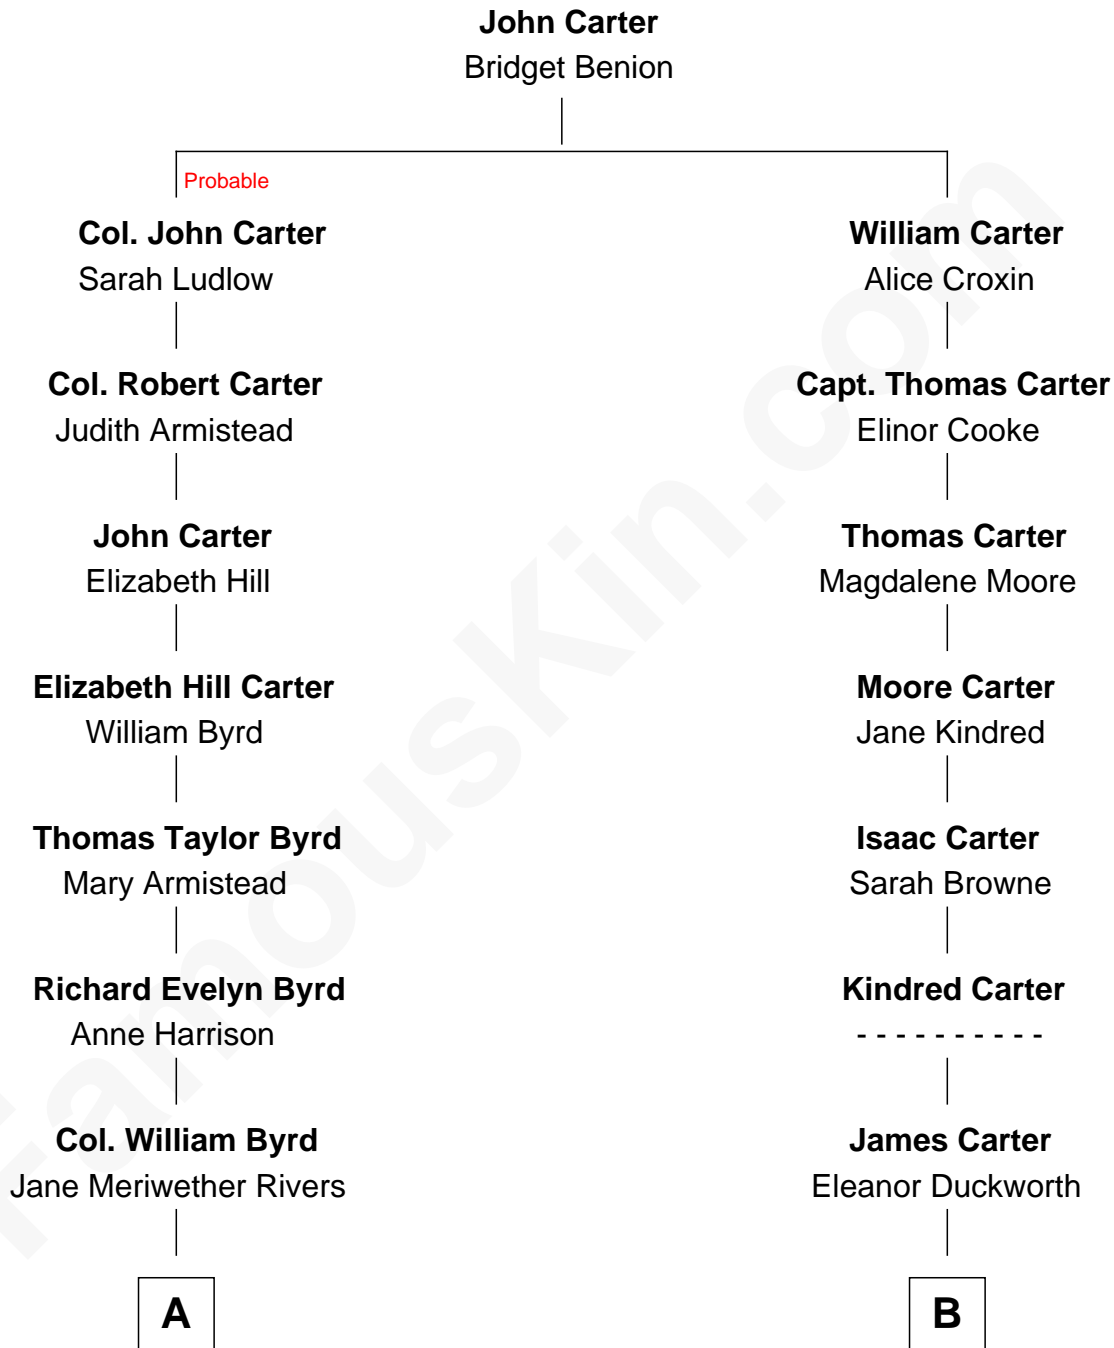 John Carter
Bridget Benion
Probable
Col. John Carter
Sarah Ludlow
William Carter
Alice Croxin
Col. Robert Carter
Judith Armistead
Capt. Thomas Carter
Elinor Cooke
John Carter
Elizabeth Hill
Thomas Carter
Magdalene Moore
Elizabeth Hill Carter
William Byrd
Moore Carter
Jane Kindred
Thomas Taylor Byrd
Mary Armistead
Isaac Carter
Sarah Browne
Richard Evelyn Byrd
Anne Harrison
Kindred Carter
- - - - - - - - - -
Col. William Byrd
Jane Meriwether Rivers
James Carter
Eleanor Duckworth
A
B
FamousKin.com